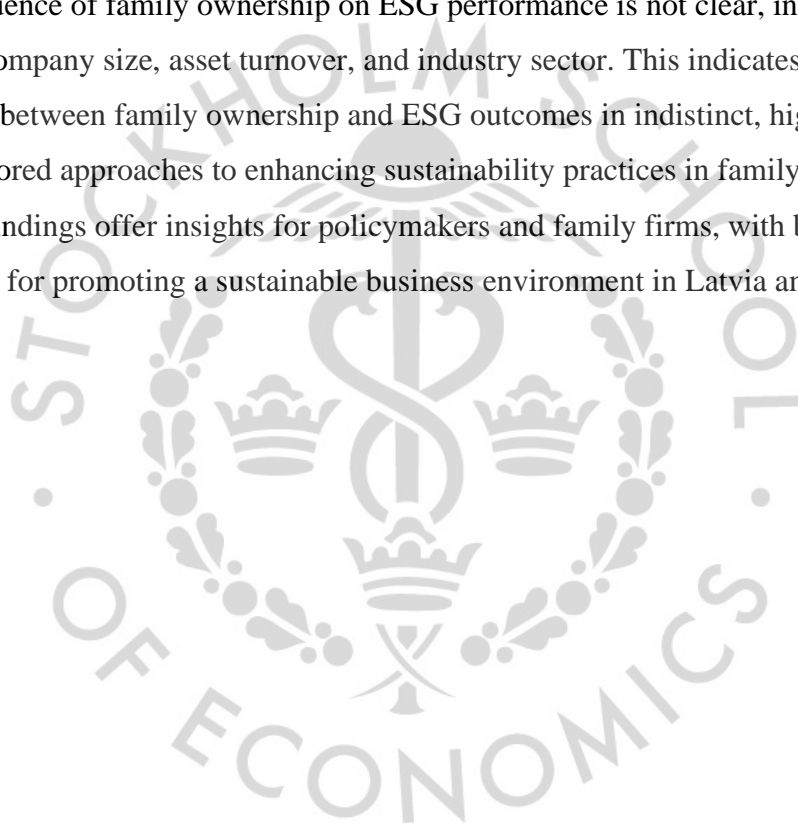 uence of family ownership on ESG performance is not clear, in
ompany size, asset turnover, and industry sector. This indicates
between family ownership and ESG outcomes in indistinct, hig
ored approaches to enhancing sustainability practices in family
ndings offer insights for policymakers and family firms, with b
for promoting a sustainable business environment in Latvia an
STOCKHOLM SCHOOL
· OF ECONOMICS ·